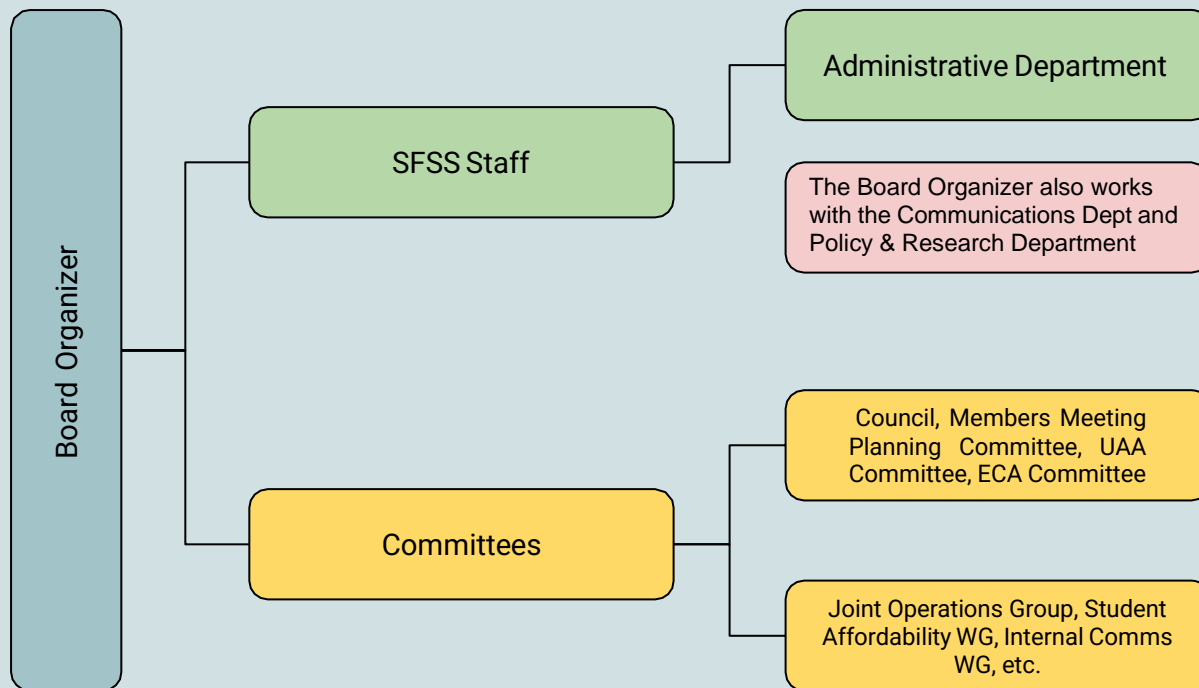 Board Organizer
SFSS Staff
Administrative Department
The Board Organizer also works
with the Communications Dept and
Policy & Research Department
Committees
Council, Members Meeting
Planning Committee, UAA
Committee, ECA Committee
Joint Operations Group, Student
Affordability WG, Internal Comms
WG, etc.